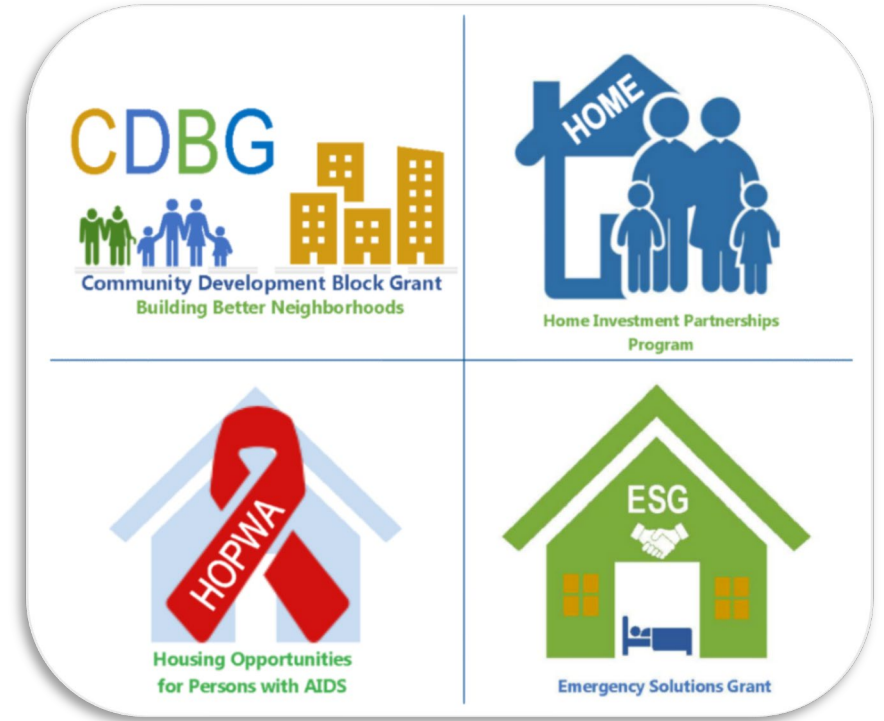 CDBG
Community Development Block Grant
Building Better Neighborhoods
HOME
Home Investment Partnerships
Program
HOPWA
Housing Opportunities
for Persons with AIDS
ESG
Emergency Solutions Grant